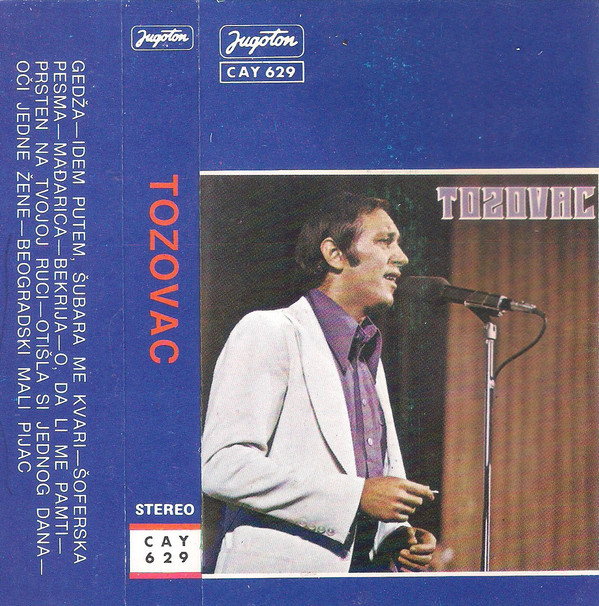 GEDŽA—IDEM PUTEM, ŠUBARA ME KVARI—ŠOFERSKA
PESMA—MAĐARICA—BEKRIJA—O, DA LI ME PAMTI—
PRSTEN NA TVOJOJ RUCI—OTIŠLA SI JEDNOG DANA—
OČI JEDNE ŽENE—BEOGRADSKI MALI PIJAC
Jugoton
TOZOVAC
STEREO
CAY
629
Jugoton
CAY 629
TOZOVAC